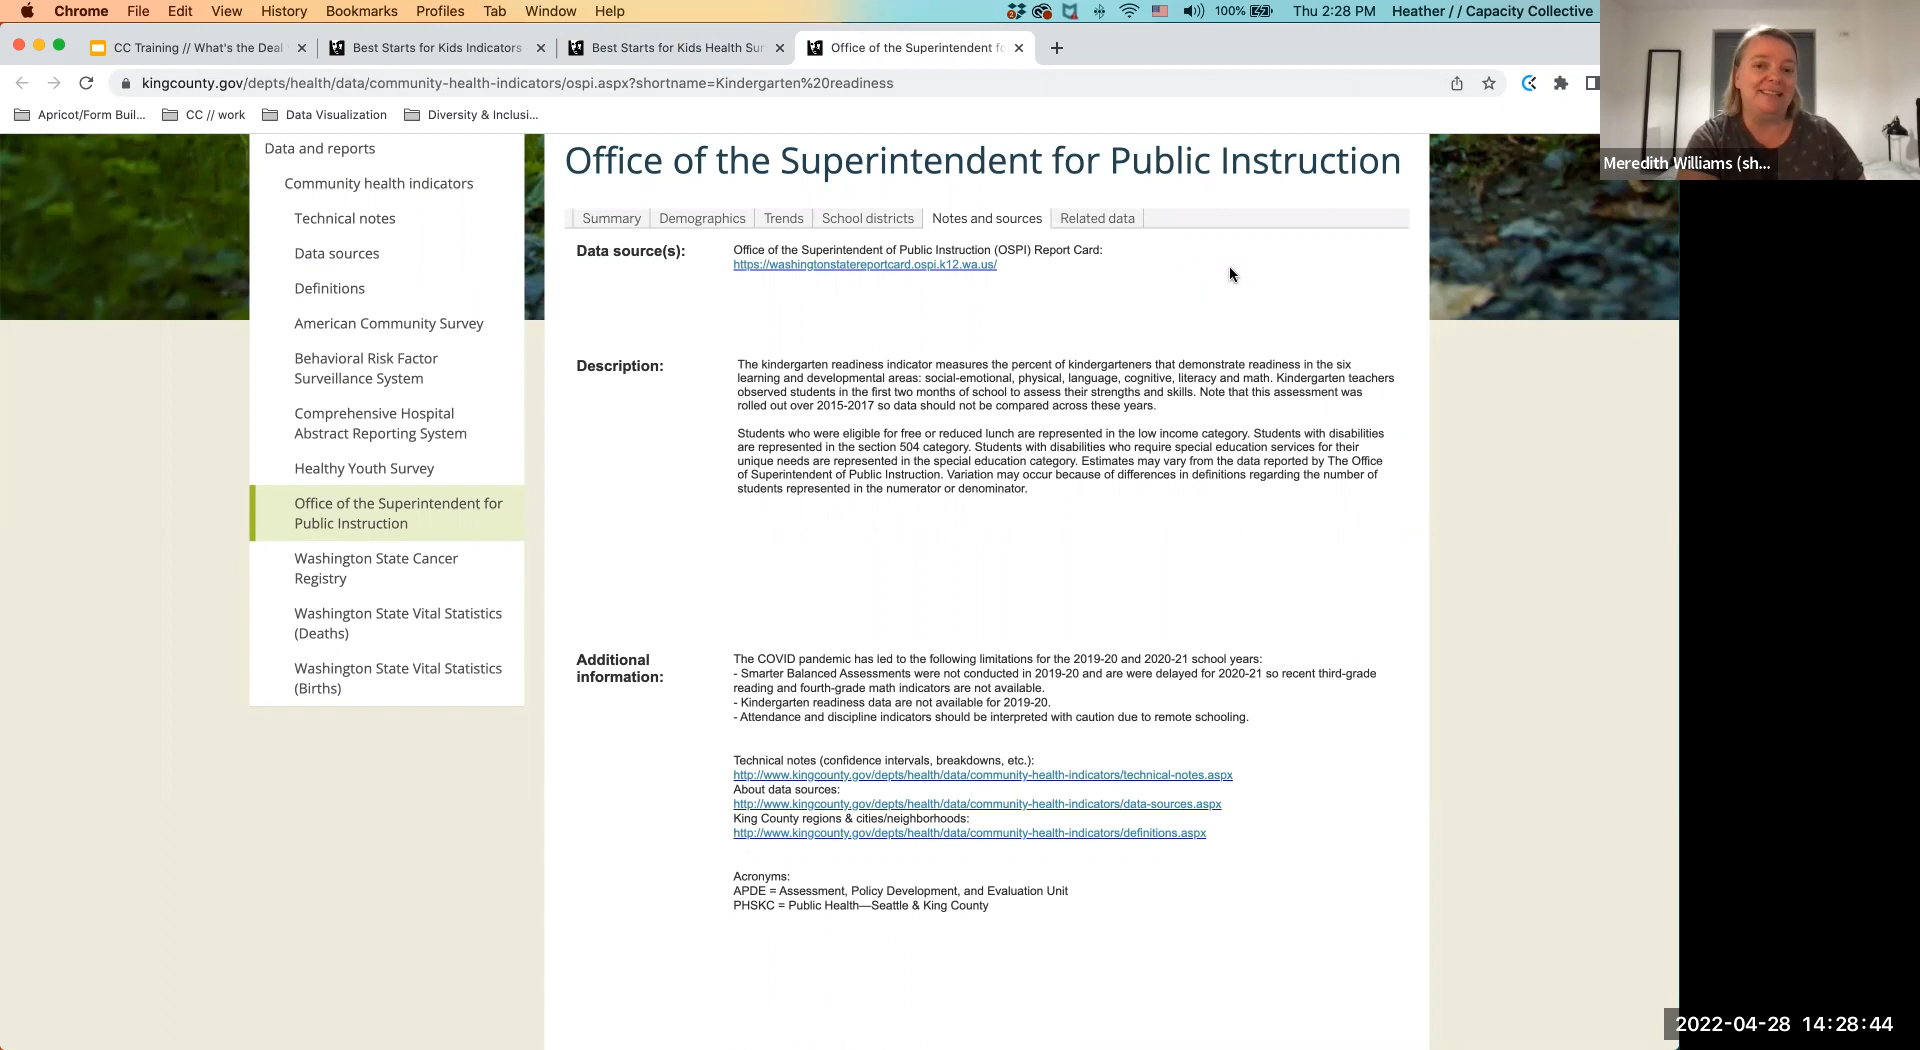 Chrome File Edit View History Bookmarks Profiles Tab Window Help 100% Thu 2:28 PM Heather / / Capacity Collective
CC Training // What's the Deal Best Starts for Kids Indicators Best Starts for Kids Health Sur Office of the Superintendent fo
kingcounty.gov/depts/health/data/community-health-indicators/ospi.aspx?shortname=Kindergarten%20readiness
Apricot/Form Buil... CC // work Data Visualization Diversity & Inclusi...
Meredith Williams (sh...
Data and reports
Community health indicators
Technical notes
Data sources
Definitions
American Community Survey
Behavioral Risk Factor
Surveillance System
Comprehensive Hospital
Abstract Reporting System
Healthy Youth Survey
Office of the Superintendent for
Public Instruction
Washington State Cancer
Registry
Washington State Vital Statistics
(Deaths)
Washington State Vital Statistics
(Births)
Office of the Superintendent for Public Instruction
Summary Demographics Trends School districts Notes and sources Related data
Data source(s): Office of the Superintendent of Public Instruction (OSPI) Report Card:
https://washingtonstatereportcard.ospi.k12.wa.us/
Description: The kindergarten readiness indicator measures the percent of kindergarteners that demonstrate readiness in the six
learning and developmental areas: social-emotional, physical, language, cognitive, literacy and math. Kindergarten teachers
observed students in the first two months of school to assess their strengths and skills. Note that this assessment was
rolled out over 2015-2017 so data should not be compared across these years.
Students who were eligible for free or reduced lunch are represented in the low income category. Students with disabilities
are represented in the section 504 category. Students with disabilities who require special education services for their
unique needs are represented in the special education category. Estimates may vary from the data reported by The Office
of Superintendent of Public Instruction. Variation may occur because of differences in definitions regarding the number of
students represented in the numerator or denominator.
Additional
information:
The COVID pandemic has led to the following limitations for the 2019-20 and 2020-21 school years:
- Smarter Balanced Assessments were not conducted in 2019-20 and are were delayed for 2020-21 so recent third-grade
reading and fourth-grade math indicators are not available.
- Kindergarten readiness data are not available for 2019-20.
- Attendance and discipline indicators should be interpreted with caution due to remote schooling.
Technical notes (confidence intervals, breakdowns, etc.):
http://www.kingcounty.gov/depts/health/data/community-health-indicators/technical-notes.aspx
About data sources:
http://www.kingcounty.gov/depts/health/data/community-health-indicators/data-sources.aspx
King County regions & cities/neighborhoods:
http://www.kingcounty.gov/depts/health/data/community-health-indicators/definitions.aspx
Acronyms:
APDE = Assessment, Policy Development, and Evaluation Unit
PHSKC = Public Health—Seattle & King County
2022-04-28 14:28:44